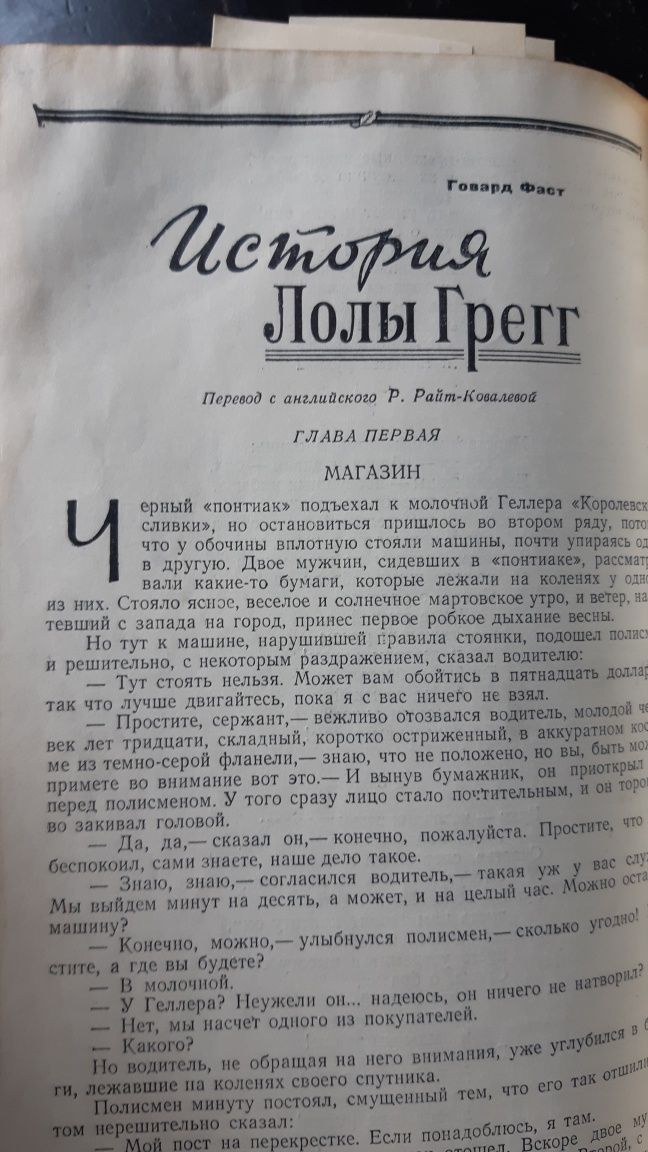 Говард Фаст
История
Лолы Грегг
Перевод с английского Р. Райт-Ковалевой
ГЛАВА ПЕРВАЯ
МАГАЗИН
Черный «понтиак» подъехал к молочной Геллера «Королевск
сливки», но остановиться пришлось во втором ряду, пото
что у обочины вплотную стояли машины, почти упираясь од
в другую. Двое мужчин, сидевших в «понтиаке», рассмат
вали какие-то бумаги, которые лежали на коленях у одно
из них. Стояло ясное, веселое и солнечное мартовское утро, и ветер, на
тевший с запада на город, принес первое робкое дыхание весны.
Но тут к машине, нарушившей правила стоянки, подошел полисм
и решительно, с некоторым раздражением, сказал водителю:
— Тут стоять нельзя. Может вам обойтись в пятнадцать доллар
так что лучше двигайтесь, пока я с вас ничего не взял.
— Простите, сержант,— вежливо отозвался водитель, молодой че
век лет тридцати, складный, коротко остриженный, в аккуратном кос
ме из темно-серой фланели,— знаю, что не положено, но вы, быть мож
примете во внимание вот это.— И вынув бумажник, он приоткрыл
перед полисменом. У того сразу лицо стало почтительным, и он тороп
во закивал головой.
— Да, да,— сказал он,— конечно, пожалуйста. Простите, что
беспокоил, сами знаете, наше дело такое.
— Знаю, знаю,— согласился водитель,— такая уж у вас служ
Мы выйдем минут на десять, а может, и на целый час. Можно оста
машину?
— Конечно, можно,— улыбнулся полисмен,— сколько угодно!
стите, а где вы будете?
— В молочной.
— У Геллера? Неужели он... надеюсь, он ничего не натворил?
— Нет, мы насчет одного из покупателей.
— Какого?
Но водитель, не обращая на него внимания, уже углубился в б
ги, лежавшие на коленях своего спутника.
Полисмен минуту постоял, смущенный тем, что его так отшили
том нерешительно сказал:
— Мой пост на перекрестке. Если понадоблюсь, я там.
отошел. Вскоре двое му